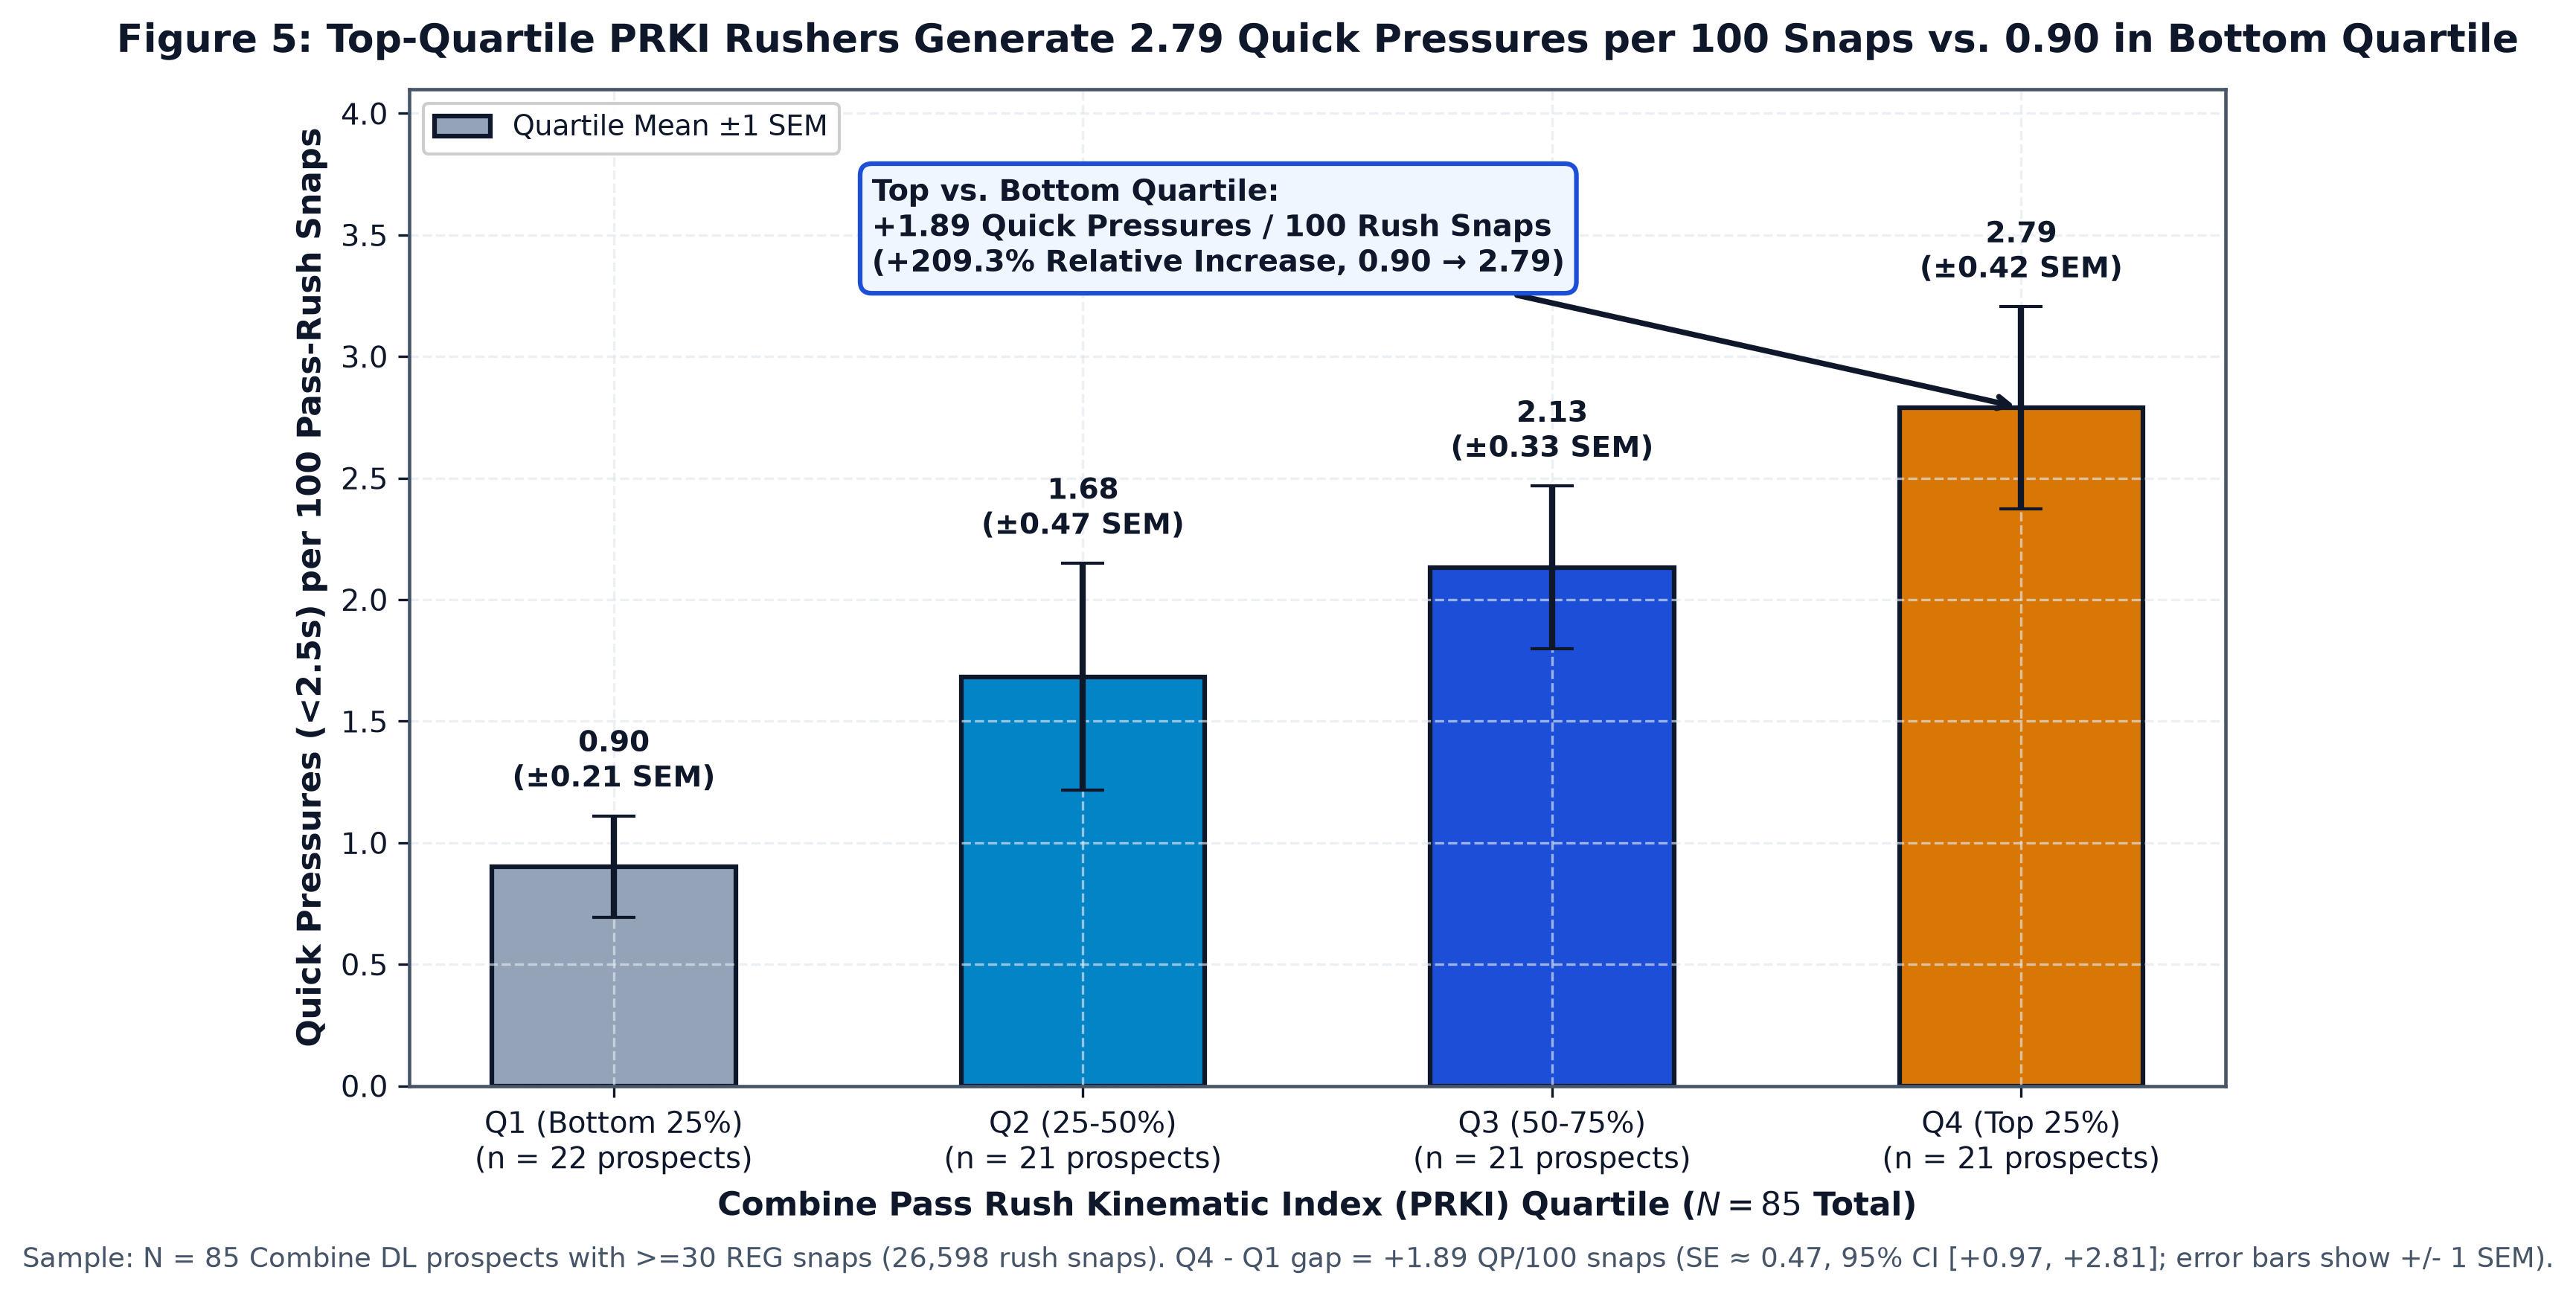 Figure 5: Top-Quartile PRKI Rushers Generate 2.79 Quick Pressures per 100 Snaps vs. 0.90 in Bottom Quartile
Quick Pressures (<2.5s) per 100 Pass-Rush Snaps
4.0
3.5
3.0
2.5
2.0
1.5
1.0
0.5
0.0
Quartile Mean ±1 SEM
Top vs. Bottom Quartile:
+1.89 Quick Pressures / 100 Rush Snaps
(+209.3% Relative Increase, 0.90 → 2.79)
0.90
(±0.21 SEM)
1.68
(±0.47 SEM)
2.13
(±0.33 SEM)
2.79
(±0.42 SEM)
Q1 (Bottom 25%)
(n = 22 prospects)
Q2 (25-50%)
(n = 21 prospects)
Q3 (50-75%)
(n = 21 prospects)
Q4 (Top 25%)
(n = 21 prospects)
Combine Pass Rush Kinematic Index (PRKI) Quartile (N = 85 Total)
Sample: N = 85 Combine DL prospects with >=30 REG snaps (26,598 rush snaps). Q4 - Q1 gap = +1.89 QP/100 snaps (SE ≈ 0.47, 95% CI [+0.97, +2.81]; error bars show +/- 1 SEM).